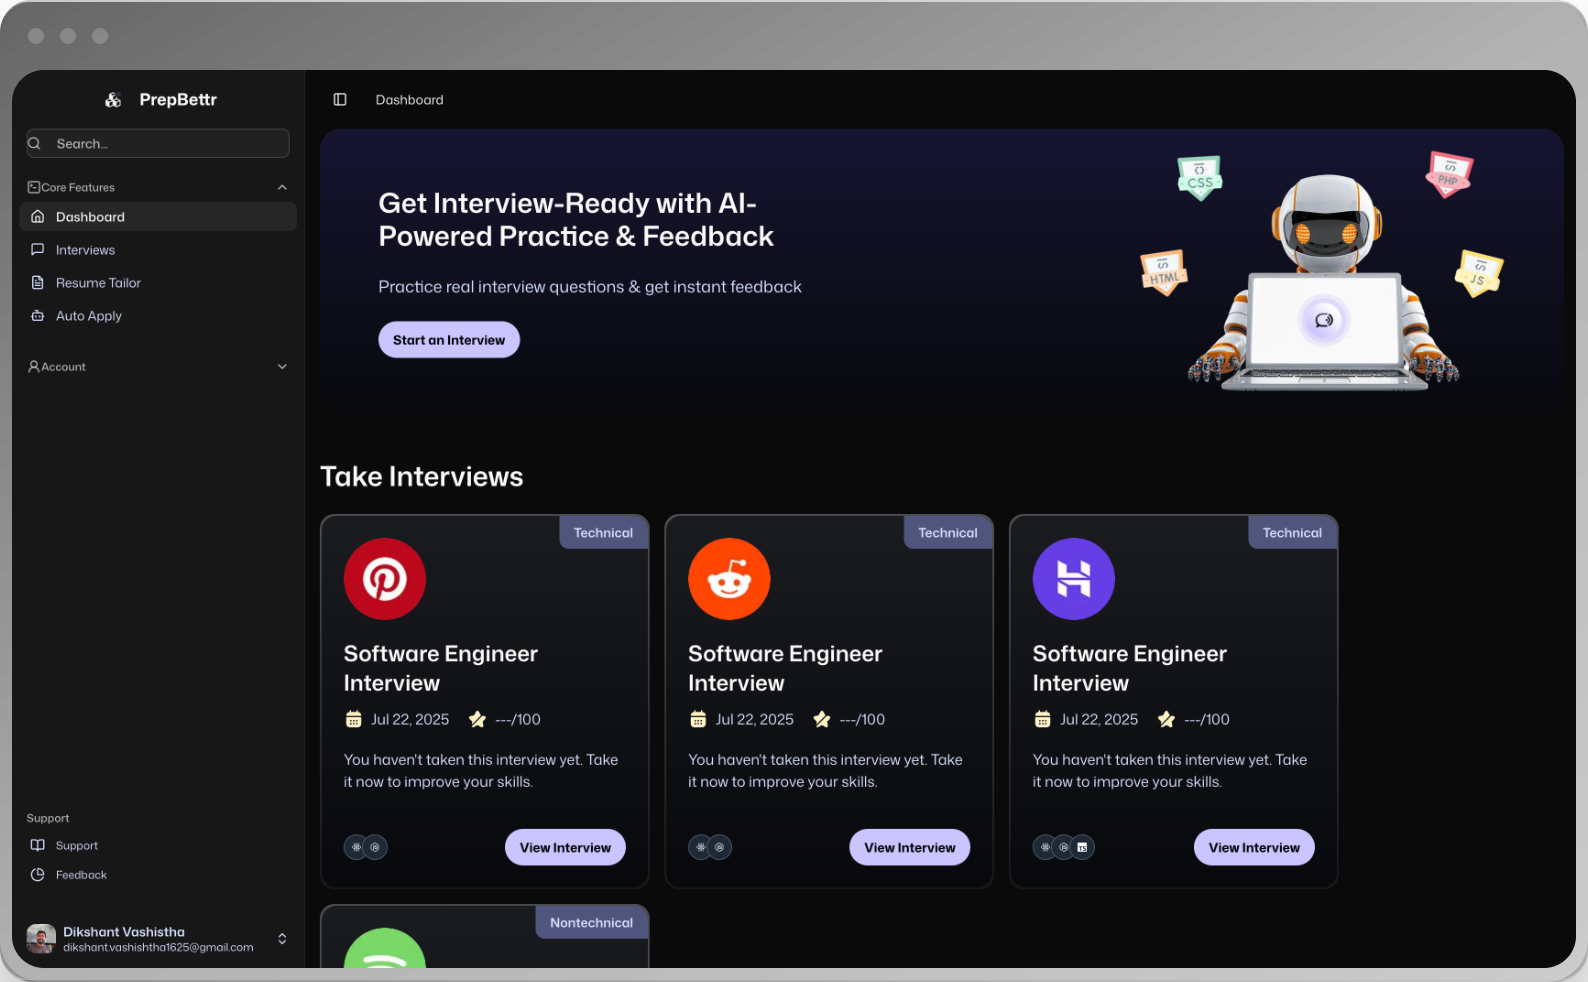 PrepBettr
Search...
Core Features
Dashboard
Interviews
Resume Tailor
Auto Apply
Account
Support
Support
Feedback
Dikshant Vashistha
dikshant.vashishtha1625@gmail.com
Dashboard
Get Interview-Ready with AI-
Powered Practice & Feedback
Practice real interview questions & get instant feedback
Start an Interview
CSS
PHP
HTML
JS
Take Interviews
Technical
Software Engineer
Interview
Jul 22, 2025 ---/100
You haven't taken this interview yet. Take
it now to improve your skills.
View Interview
Technical
Software Engineer
Interview
Jul 22, 2025 ---/100
You haven't taken this interview yet. Take
it now to improve your skills.
View Interview
Technical
Software Engineer
Interview
Jul 22, 2025 ---/100
You haven't taken this interview yet. Take
it now to improve your skills.
TS
View Interview
Nontechnical